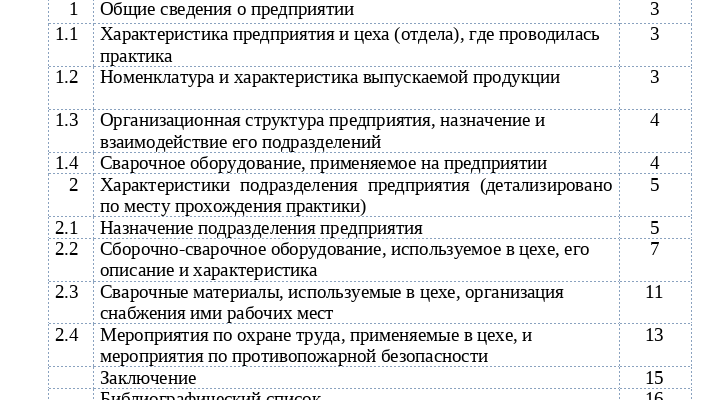 1 Общие сведения о предприятии 3
1.1 Характеристика предприятия и цеха (отдела), где проводилась 3
практика
1.2 Номенклатура и характеристика выпускаемой продукции 3
1.3 Организационная структура предприятия, назначение и 4
взаимодействие его подразделений
1.4 Сварочное оборудование, применяемое на предприятии 4
2 Характеристики подразделения предприятия (детализировано 5
по месту прохождения практики)
2.1 Назначение подразделения предприятия 5
2.2 Сборочно-сварочное оборудование, используемое в цехе, его 7
описание и характеристика
2.3 Сварочные материалы, используемые в цехе, организация 11
снабжения ими рабочих мест
2.4 Мероприятия по охране труда, применяемые в цехе, и 13
мероприятия по противопожарной безопасности
Заключение 15
Библиографический список 16